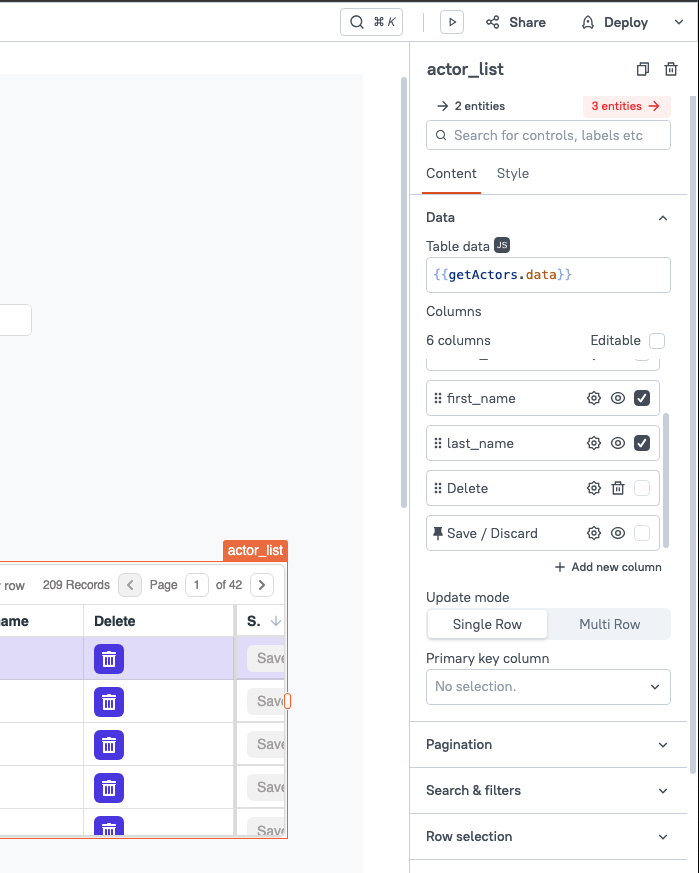 ⌘ K
Share
Deploy
actor_list
2 entities
3 entities
Search for controls, labels etc
Content
Style
Data
Table data JS
{{getActors.data}}
Columns
6 columns
Editable
first_name
last_name
Delete
Save / Discard
Add new column
Update mode
Single Row
Multi Row
Primary key column
No selection.
Pagination
Search & filters
Row selection
actor_list
row
209 Records
Page
1
of 42
ame
Delete
S.
Save
Save
Save
Save
Save